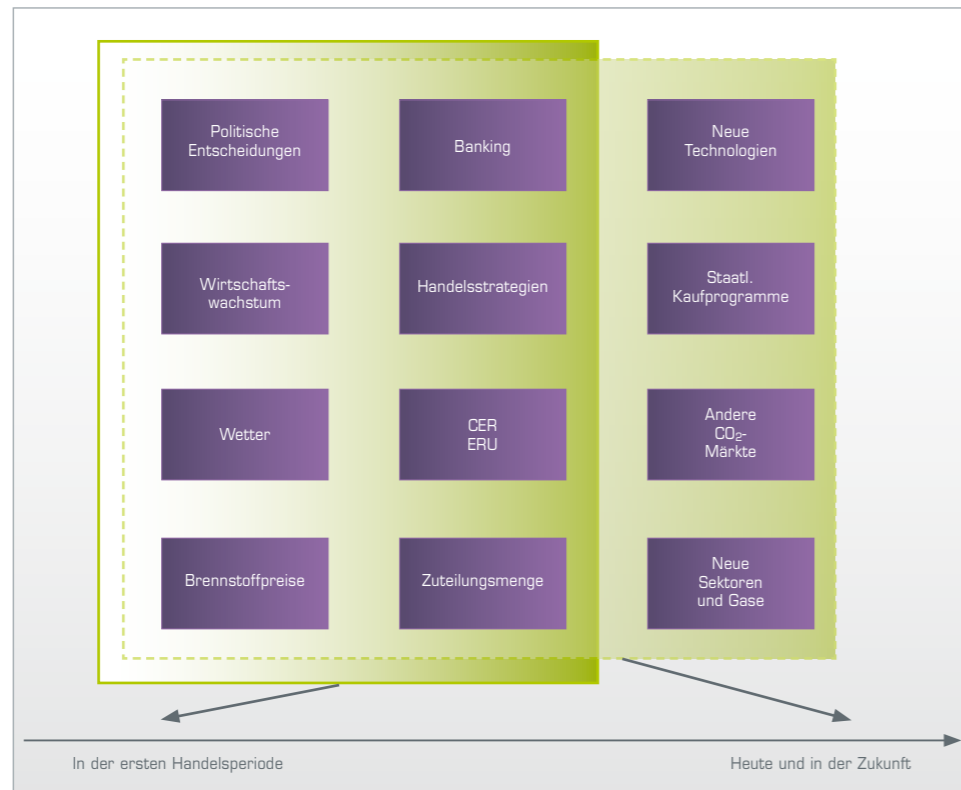 Politische
Entscheidungen
Banking
Neue
Technologien
Wirtschafts-
wachstum
Handelsstrategien
Staatl.
Kaufprogramme
Wetter
CER
ERU
Andere
CO₂-
Märkte
Brennstoffpreise
Zuteilungsmenge
Neue
Sektoren
und Gase
In der ersten Handelsperiode
Heute und in der Zukunft